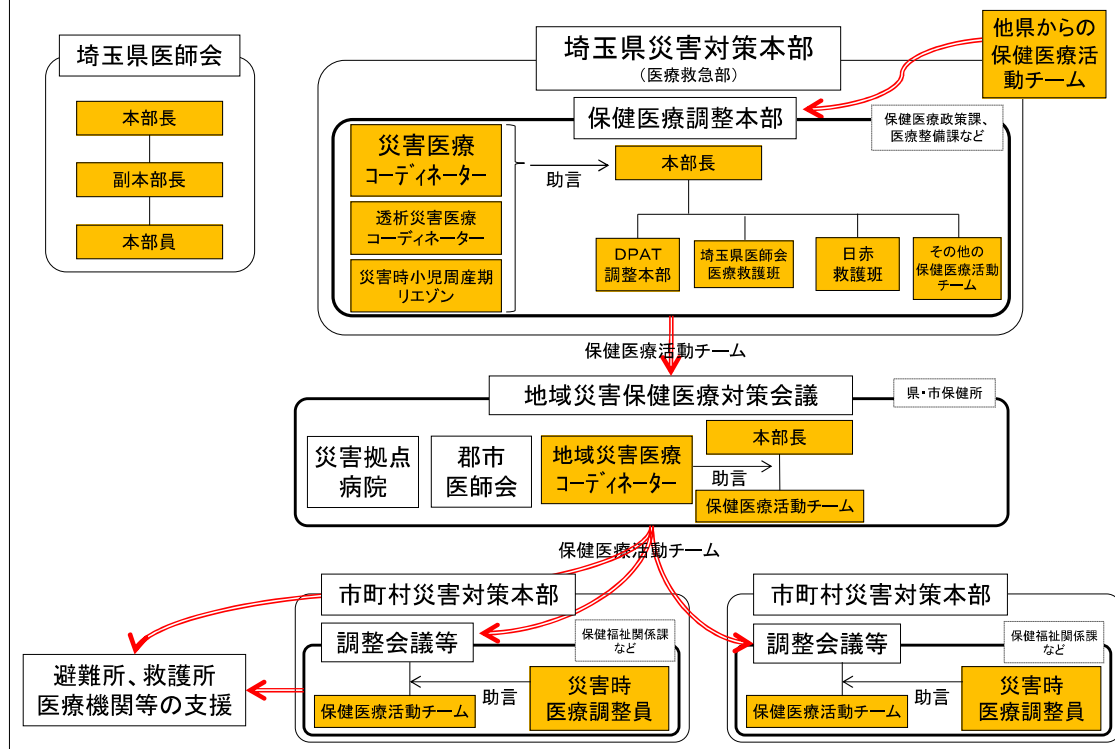 埼玉県医師会
本部長
副本部長
本部員
埼玉県災害対策本部
（医療救急部）
他県からの
保健医療活
動チーム
保健医療調整本部
保健医療政策課、
医療整備課など
災害医療
コーディネーター
透析災害医療
コーディネーター
災害時小児周産期
リエゾン
助言
本部長
DPAT
調整本部
埼玉県医師会
医療救護班
日赤
救護班
その他の
保健医療活動
チーム
保健医療活動チーム
地域災害保健医療対策会議
県・市保健所
災害拠点
病院
郡市
医師会
地域災害医療
コーディネーター
助言
本部長
保健医療活動チーム
保健医療活動チーム
市町村災害対策本部
調整会議等
保健福祉関係課
など
保健医療活動チーム
助言
災害時
医療調整員
市町村災害対策本部
調整会議等
保健福祉関係課
など
保健医療活動チーム
助言
災害時
医療調整員
避難所、救護所
医療機関等の支援